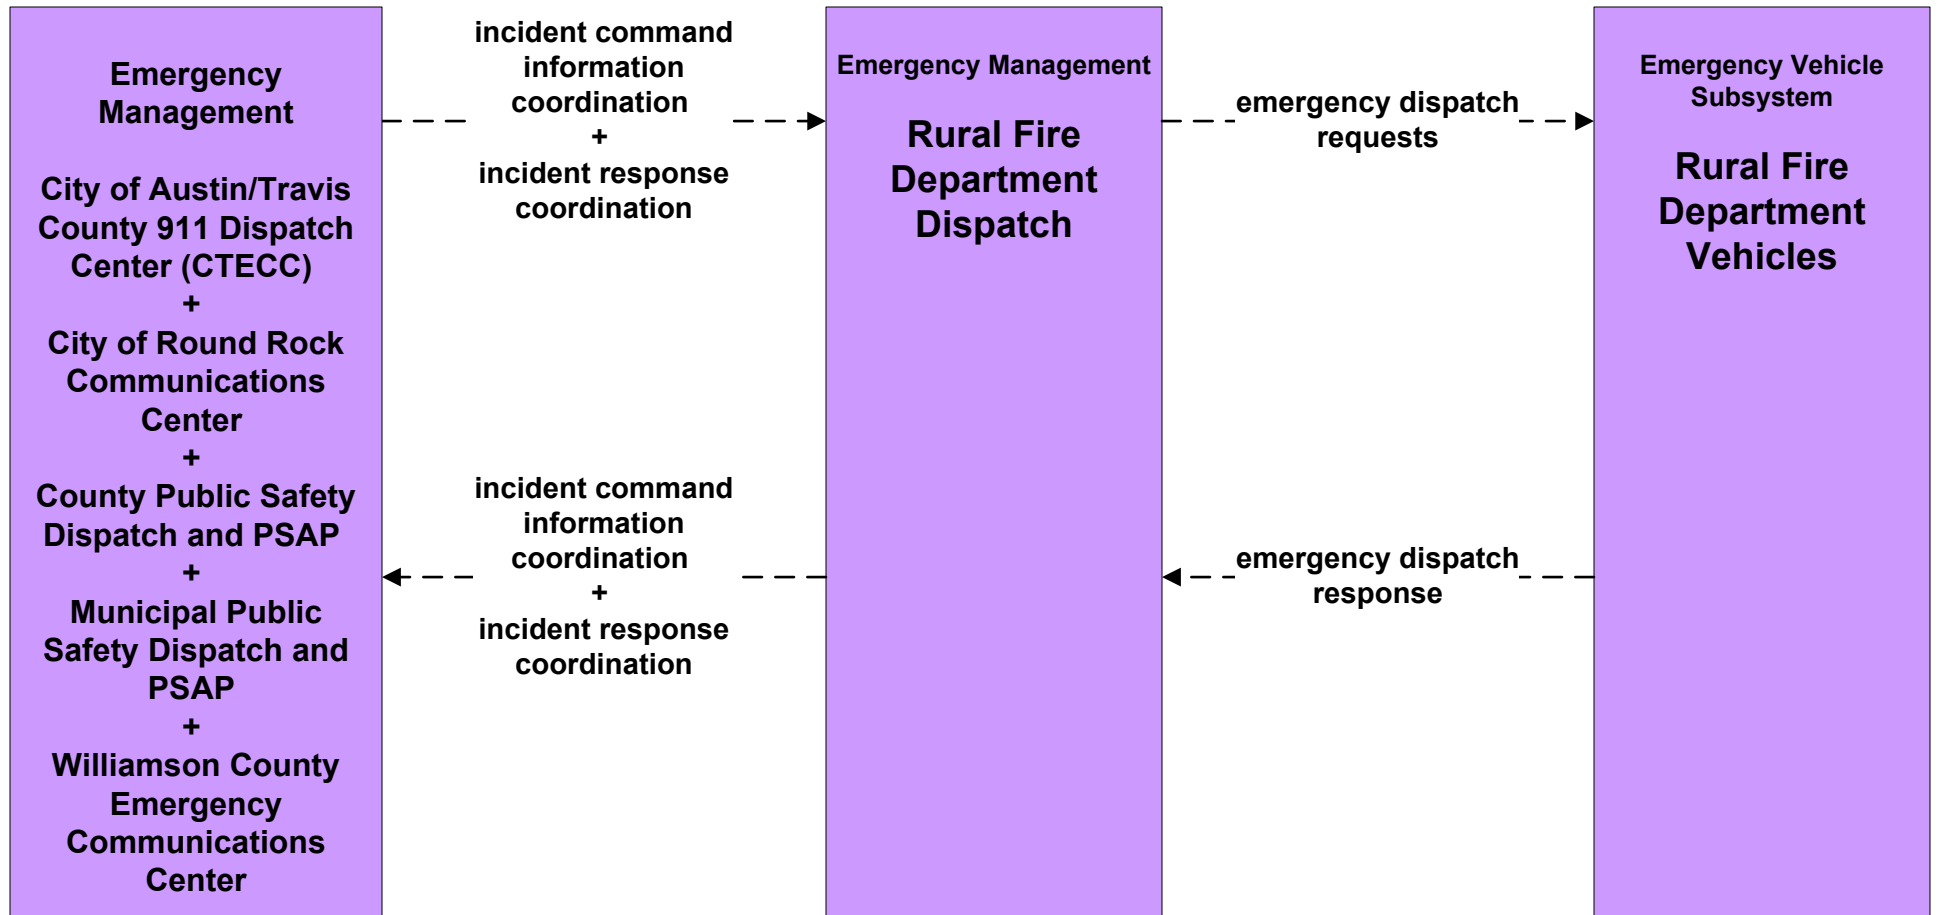 Emergency
Management
City of Austin/Travis
County 911 Dispatch
Center (CTECC)
+
City of Round Rock
Communications
Center
+
County Public Safety
Dispatch and PSAP
+
Municipal Public
Safety Dispatch and
PSAP
+
Williamson County
Emergency
Communications
Center
incident command
information
coordination
+
incident response
coordination
incident command
information
coordination
+
incident response
coordination
Emergency Management
Rural Fire
Department
Dispatch
emergency dispatch
requests
emergency dispatch
response
Emergency Vehicle
Subsystem
Rural Fire
Department
Vehicles